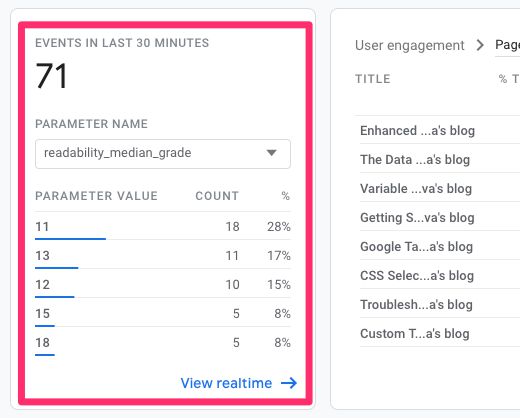 EVENTS IN LAST 30 MINUTES
71
PARAMETER NAME
readability_median_grade
PARAMETER VALUE COUNT %
11 18 28%
13 11 17%
12 10 15%
15 5 8%
18 5 8%
View realtime
User engagement Page
TITLE % T
Enhanced ...a's blog
The Data ...a's blog
Variable ...va's blog
Getting S...va's blog
Google Ta...a's blog
CSS Selec...a's blog
Troublesh...a's blog
Custom T...a's blog